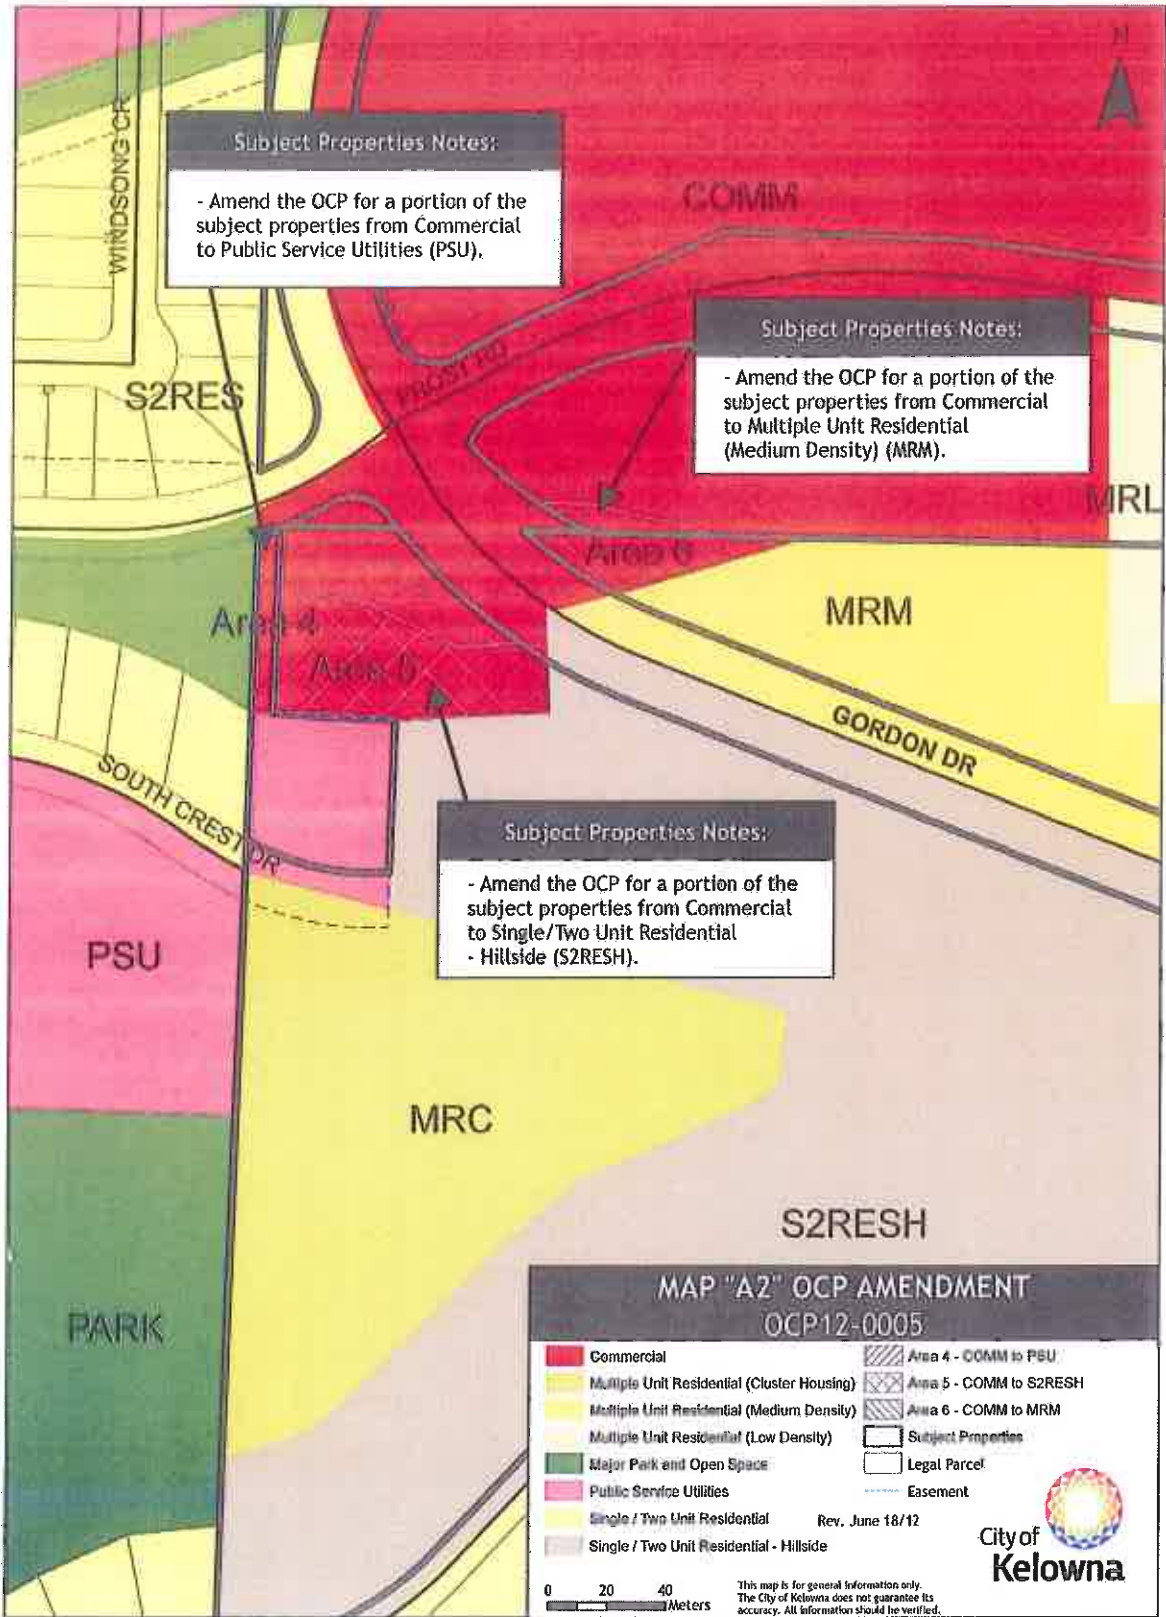 N
WINDSONG CR
Subject Properties Notes:
- Amend the OCP for a portion of the
subject properties from Commercial
to Public Service Utilities (PSU).
COMM
Subject Properties Notes:
- Amend the OCP for a portion of the
subject properties from Commercial
to Multiple Unit Residential
(Medium Density) (MRM).
FROST RD
S2RES
MRL
Area 6
Area 4
MRM
Area 5
GORDON DR
SOUTH CREST DR
Subject Properties Notes:
- Amend the OCP for a portion of the
subject properties from Commercial
to Single/Two Unit Residential
- Hillside (S2RESH).
PSU
MRC
S2RESH
PARK
MAP "A2" OCP AMENDMENT
OCP12-0005
Commercial
Multiple Unit Residential (Cluster Housing)
Multiple Unit Residential (Medium Density)
Multiple Unit Residential (Low Density)
Major Park and Open Space
Public Service Utilities
Single / Two Unit Residential
Single / Two Unit Residential - Hillside
Area 4 - COMM to PSU
Area 5 - COMM to S2RESH
Area 6 - COMM to MRM
Subject Properties
Legal Parcel
Easement
Rev. June 18/12
City of
Kelowna
0 20 40
Meters
This map is for general information only.
The City of Kelowna does not guarantee its
accuracy. All information should be verified.